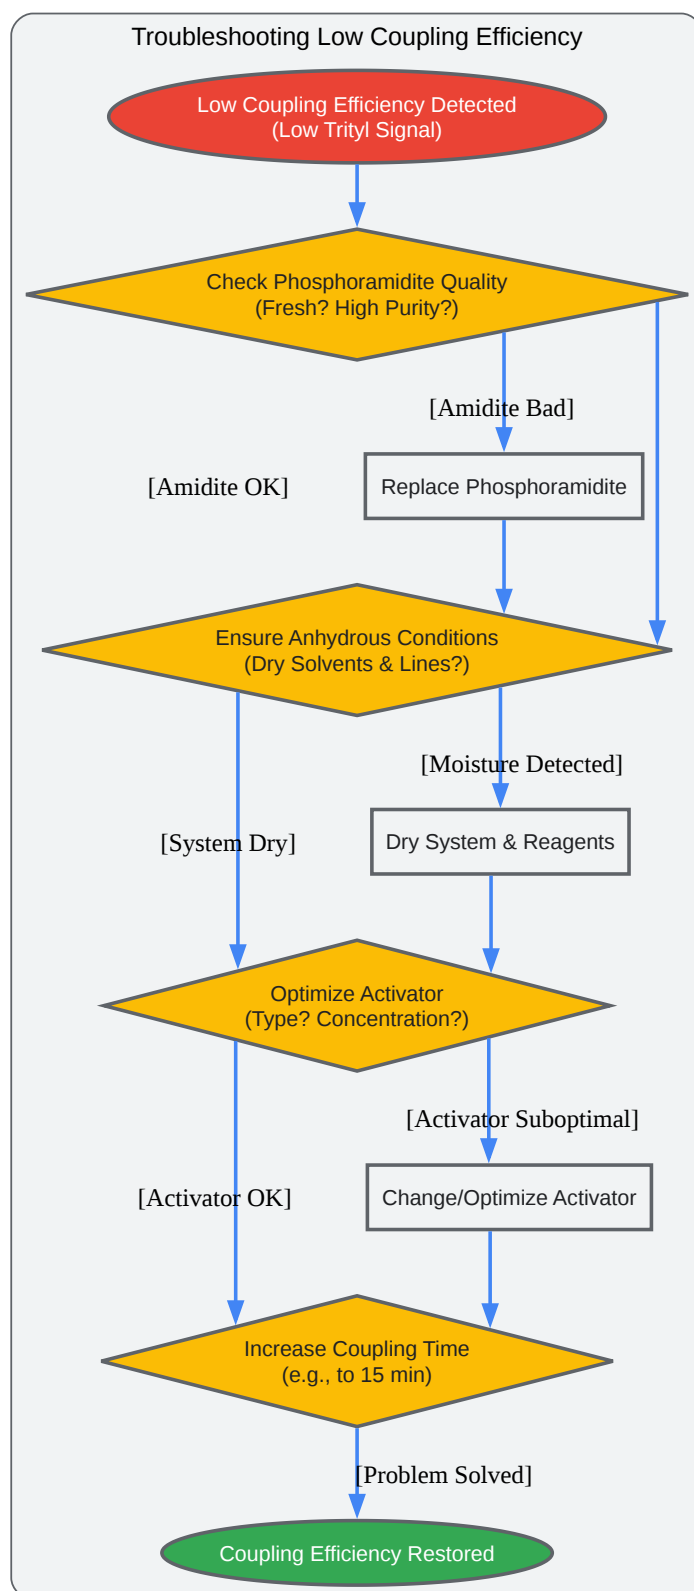 Troubleshooting Low Coupling Efficiency
Low Coupling Efficiency Detected
(Low Trityl Signal)
Check Phosphoramidite Quality
(Fresh? High Purity?)
[Amidite Bad]
[Amidite OK]
Replace Phosphoramidite
Ensure Anhydrous Conditions
(Dry Solvents & Lines?)
[Moisture Detected]
[System Dry]
Dry System & Reagents
Optimize Activator
(Type? Concentration?)
[Activator Suboptimal]
[Activator OK]
Change/Optimize Activator
Increase Coupling Time
(e.g., to 15 min)
[Problem Solved]
Coupling Efficiency Restored